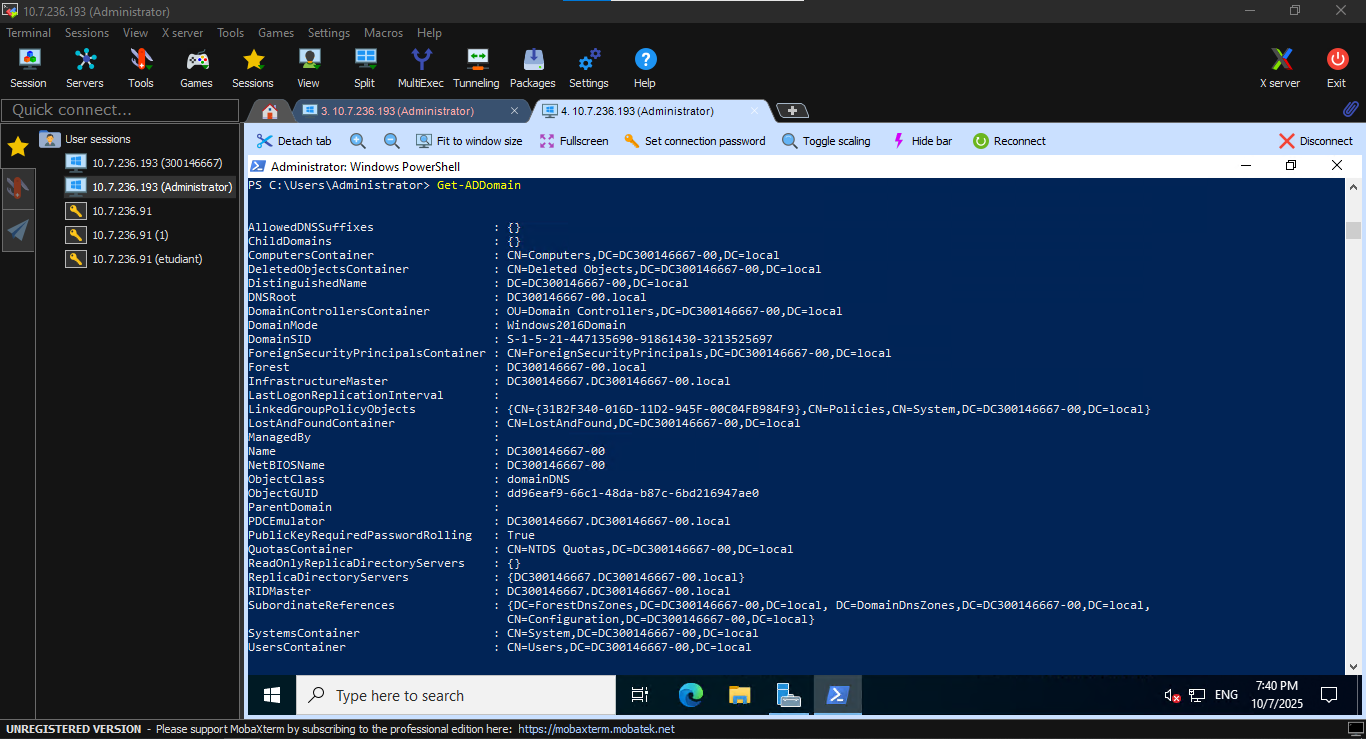 10.7.236.193 (Administrator)
Terminal Sessions View X server Tools Games Settings Macros Help
Session Servers Tools Games Sessions View Split MultiExec Tunneling Packages Settings Help X server Exit
Quick connect...
3. 10.7.236.193 (Administrator)
4. 10.7.236.193 (Administrator)
User sessions
10.7.236.193 (300146667)
10.7.236.193 (Administrator)
10.7.236.91
10.7.236.91 (1)
10.7.236.91 (etudiant)
Detach tab Fit to window size Fullscreen Set connection password Toggle scaling Hide bar Reconnect Disconnect
Administrator: Windows PowerShell
PS C:\Users\Administrator> Get-ADDomain
AllowedDNSSuffixes : {}
ChildDomains : {}
ComputersContainer : CN=Computers,DC=DC300146667-00,DC=local
DeletedObjectsContainer : CN=Deleted Objects,DC=DC300146667-00,DC=local
DistinguishedName : DC=DC300146667-00,DC=local
DNSRoot : DC300146667-00.local
DomainControllersContainer : OU=Domain Controllers,DC=DC300146667-00,DC=local
DomainMode : Windows2016Domain
DomainSID : S-1-5-21-447135690-91861430-3213525697
ForeignSecurityPrincipalsContainer : CN=ForeignSecurityPrincipals,DC=DC300146667-00,DC=local
Forest : DC300146667-00.local
InfrastructureMaster : DC300146667.DC300146667-00.local
LastLogonReplicationInterval :
LinkedGroupPolicyObjects : {CN={31B2F340-016D-11D2-945F-00C04FB984F9},CN=Policies,CN=System,DC=DC300146667-00,DC=local}
LostAndFoundContainer : CN=LostAndFound,DC=DC300146667-00,DC=local
ManagedBy :
Name : DC300146667-00
NetBIOSName : DC300146667-00
ObjectClass : domainDNS
ObjectGUID : dd96eaf9-66c1-48da-b87c-6bd216947ae0
ParentDomain :
PDCEmulator : DC300146667.DC300146667-00.local
PublicKeyRequiredPasswordRolling : True
QuotasContainer : CN=NTDS Quotas,DC=DC300146667-00,DC=local
ReadOnlyReplicaDirectoryServers : {}
ReplicaDirectoryServers : {DC300146667.DC300146667-00.local}
RIDMaster : DC300146667.DC300146667-00.local
SubordinateReferences : {DC=ForestDnsZones,DC=DC300146667-00,DC=local, DC=DomainDnsZones,DC=DC300146667-00,DC=local,
CN=Configuration,DC=DC300146667-00,DC=local}
SystemsContainer : CN=System,DC=DC300146667-00,DC=local
UsersContainer : CN=Users,DC=DC300146667-00,DC=local
Type here to search
ENG
7:40 PM
10/7/2025
UNREGISTERED VERSION - Please support MobaXterm by subscribing to the professional edition here: https://mobaxterm.mobatek.net